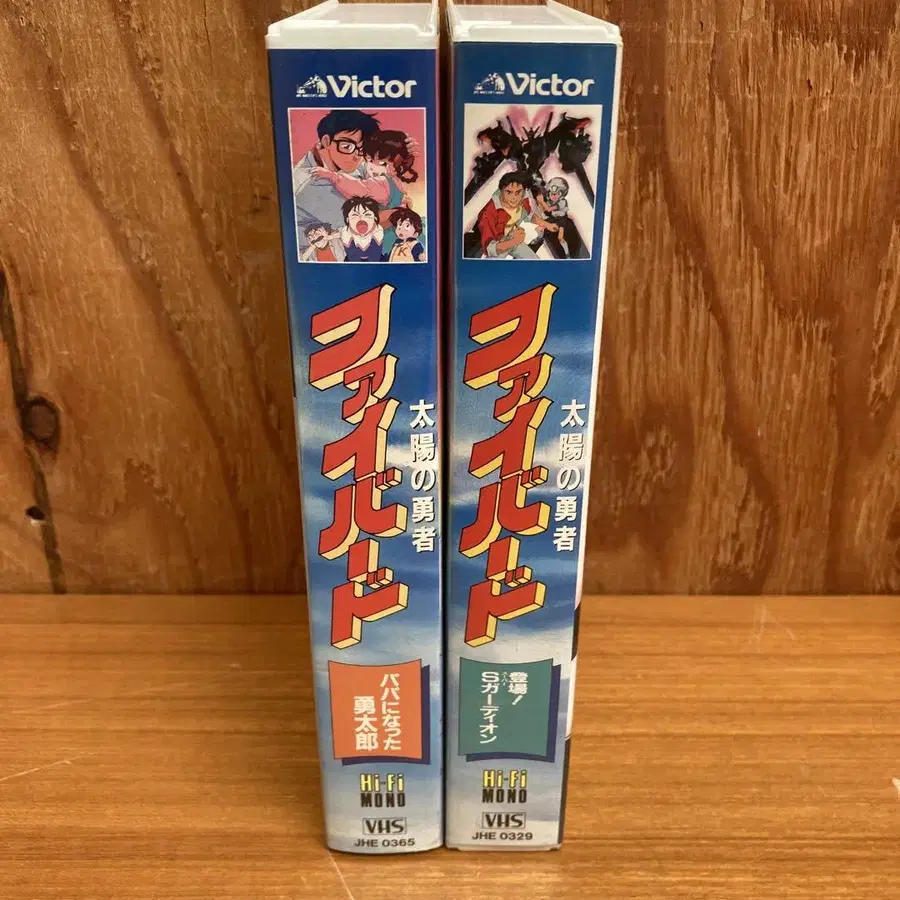 Victor
太陽の勇者
ファイバード
パパになった
勇太郎
Hi-Fi
MONO
VHS
JHE 0365
Victor
太陽の勇者
ファイバード
登場!
Sガーディオン
Hi-Fi
MONO
VHS
JHE 0329